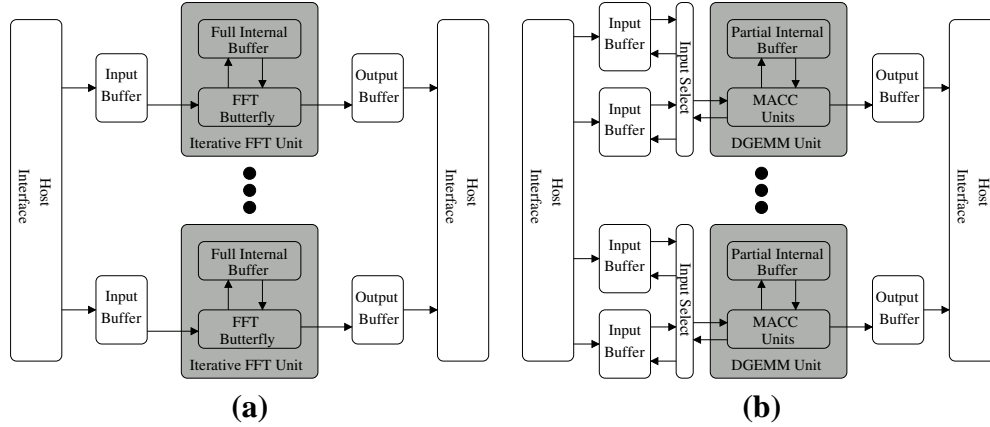 Host
Interface
Input
Buffer
Full Internal
Buffer
FFT
Butterfly
Iterative FFT Unit
Output
Buffer
Input
Buffer
Full Internal
Buffer
FFT
Butterfly
Iterative FFT Unit
Output
Buffer
Host
Interface
(a)
Host
Interface
Input
Buffer
Input
Buffer
Input Select
Partial Internal
Buffer
MACC
Units
DGEMM Unit
Output
Buffer
Input
Buffer
Input
Buffer
Input Select
Partial Internal
Buffer
MACC
Units
DGEMM Unit
Output
Buffer
Host
Interface
(b)